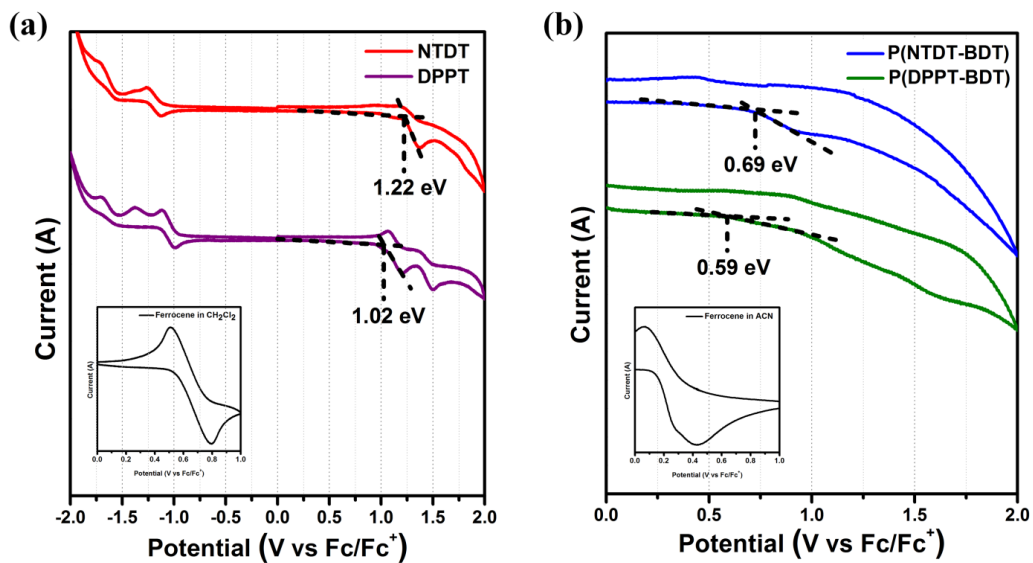 (a)
NTDT
DPPT
1.22 eV
1.02 eV
Current (A)
-2.0 -1.5 -1.0 -0.5 0.0 0.5 1.0 1.5 2.0
Potential (V vs Fc/Fc+)
Ferrocene in CH2Cl2
Current (A)
0.0 0.2 0.4 0.6 0.8 1.0
Potential (V vs Fc/Fc+)
(b)
P(NTDT-BDT)
P(DPPT-BDT)
0.69 eV
0.59 eV
Current (A)
0.0 0.5 1.0 1.5 2.0
Potential (V vs Fc/Fc+)
Ferrocene in ACN
Current (A)
0.0 0.2 0.4 0.6 0.8 1.0
Potential (V vs Fc/Fc+)